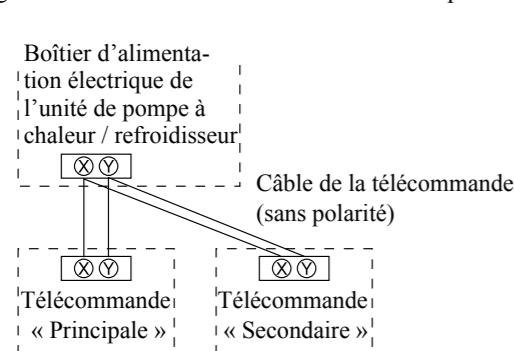 Boîtier d’alimenta-
tion électrique de
l’unité de pompe à
chaleur / refroidisseur
X Y
Câble de la télécommande
(sans polarité)
X Y
X Y
Télécommande
« Principale »
Télécommande
« Secondaire »